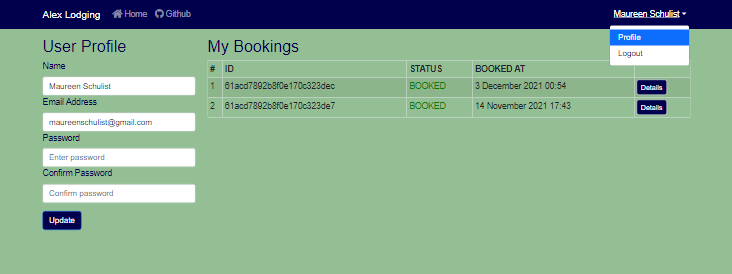 Alex Lodging Home Github Maureen Schulist
Profile
Logout
User Profile
Name
Maureen Schulist
Email Address
maureenschulist@gmail.com
Password
Enter password
Confirm Password
Confirm password
Update
My Bookings
# ID STATUS BOOKED AT
1 61acd7892b8f0e170c323dec BOOKED 3 December 2021 00:54 Details
2 61acd7892b8f0e170c323de7 BOOKED 14 November 2021 17:43 Details